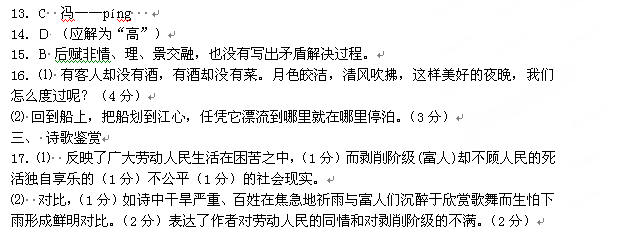 13. C 冯——píng
14. D（应解为“高”）
15. B 后赋非情、理、景交融，也没有写出矛盾解决过程。
16. ⑴ 有客人却没有酒，有酒却没有菜。月色皎洁，清风吹拂，这样美好的夜晚，我们
怎么度过呢？（4 分）
⑵ 回到船上，把船划到江心，任凭它漂流到哪里就在哪里停泊。（3 分）
三、 诗歌鉴赏
17. ⑴ 反映了广大劳动人民生活在困苦之中，（1 分）而剥削阶级(富人)却不顾人民的死
活独自享乐的（1 分）不公平（1 分）的社会现实。
⑵ 对比，（1 分）如诗中干旱严重、百姓在焦急地祈雨与富人们沉醉于欣赏歌舞而生怕下
雨形成鲜明对比。（2 分）表达了作者对劳动人民的同情和对剥削阶级的不满。（2 分）